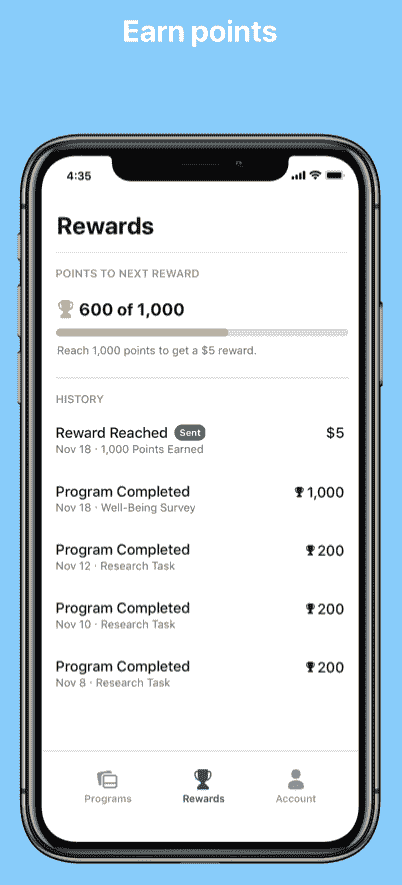 Earn points
4:35
Rewards
POINTS TO NEXT REWARD
600 of 1,000
Reach 1,000 points to get a $5 reward.
HISTORY
Reward Reached Sent $5
Nov 18 · 1,000 Points Earned
Program Completed 1,000
Nov 18 · Well-Being Survey
Program Completed 200
Nov 12 · Research Task
Program Completed 200
Nov 10 · Research Task
Program Completed 200
Nov 8 · Research Task
Programs Rewards Account